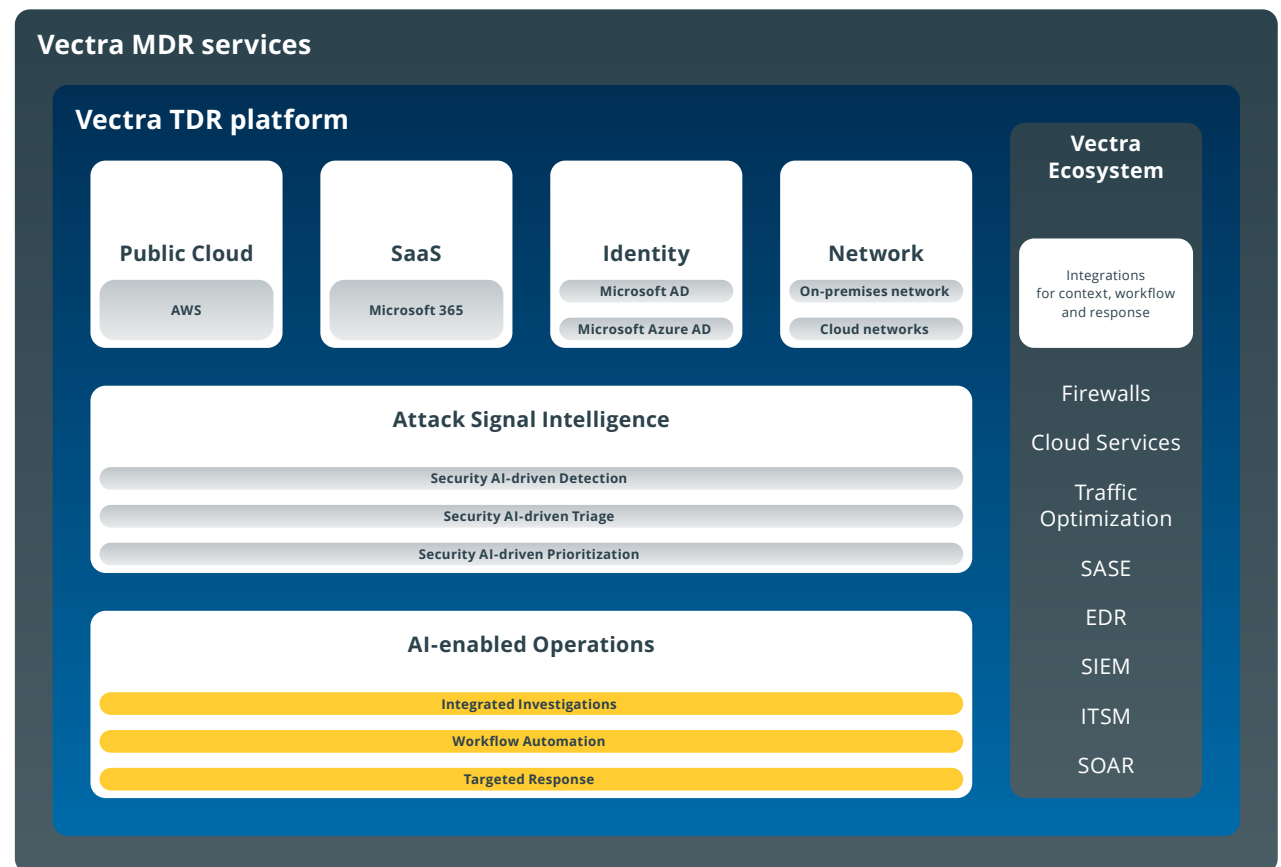 Vectra MDR services
Vectra TDR platform
Public Cloud
AWS
SaaS
Microsoft 365
Identity
Microsoft AD
Microsoft Azure AD
Network
On-premises network
Cloud networks
Attack Signal Intelligence
Security AI-driven Detection
Security AI-driven Triage
Security AI-driven Prioritization
AI-enabled Operations
Integrated Investigations
Workflow Automation
Targeted Response
Vectra
Ecosystem
Integrations
for context, workflow
and response
Firewalls
Cloud Services
Traffic
Optimization
SASE
EDR
SIEM
ITSM
SOAR